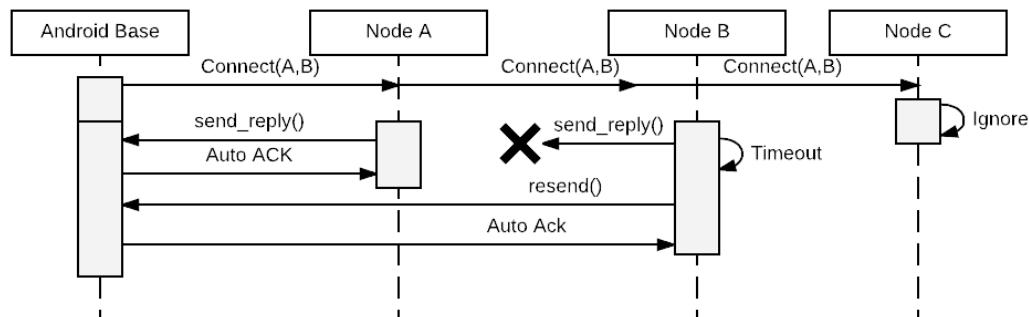 Android Base
Node A
Node B
Node C
Connect(A,B)
Connect(A,B)
Connect(A,B)
send_reply()
send_reply()
Ignore
Auto ACK
Timeout
resend()
Auto Ack